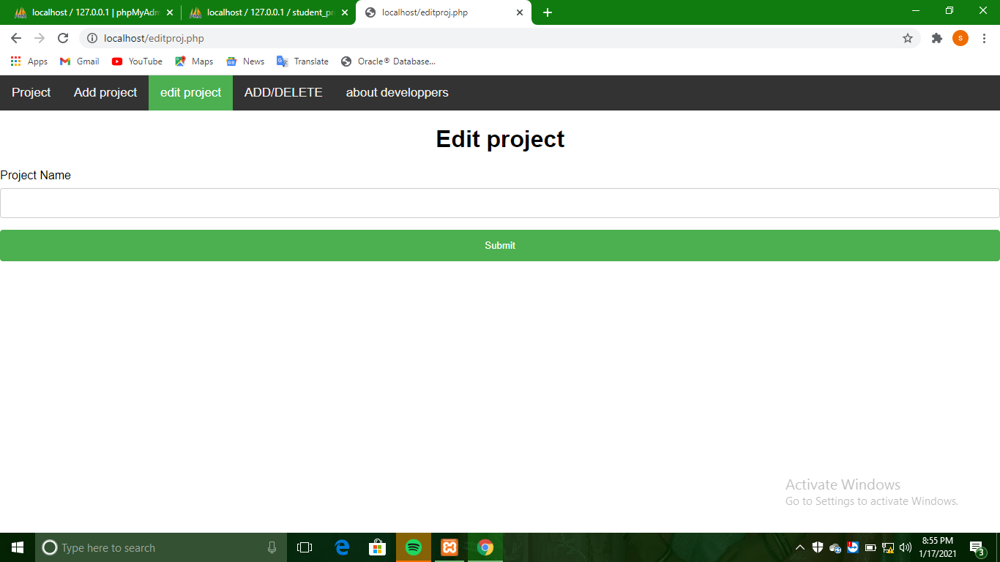 localhost / 127.0.0.1 | phpMyAdm
localhost / 127.0.0.1 / student_pr
localhost/editproj.php
localhost/editproj.php
S
Apps
Gmail
YouTube
Maps
News
Translate
Oracle® Database...
Project
Add project
edit project
ADD/DELETE
about developpers
Edit project
Project Name
Submit
Activate Windows
Go to Settings to activate Windows.
Type here to search
8:55 PM
1/17/2021
3